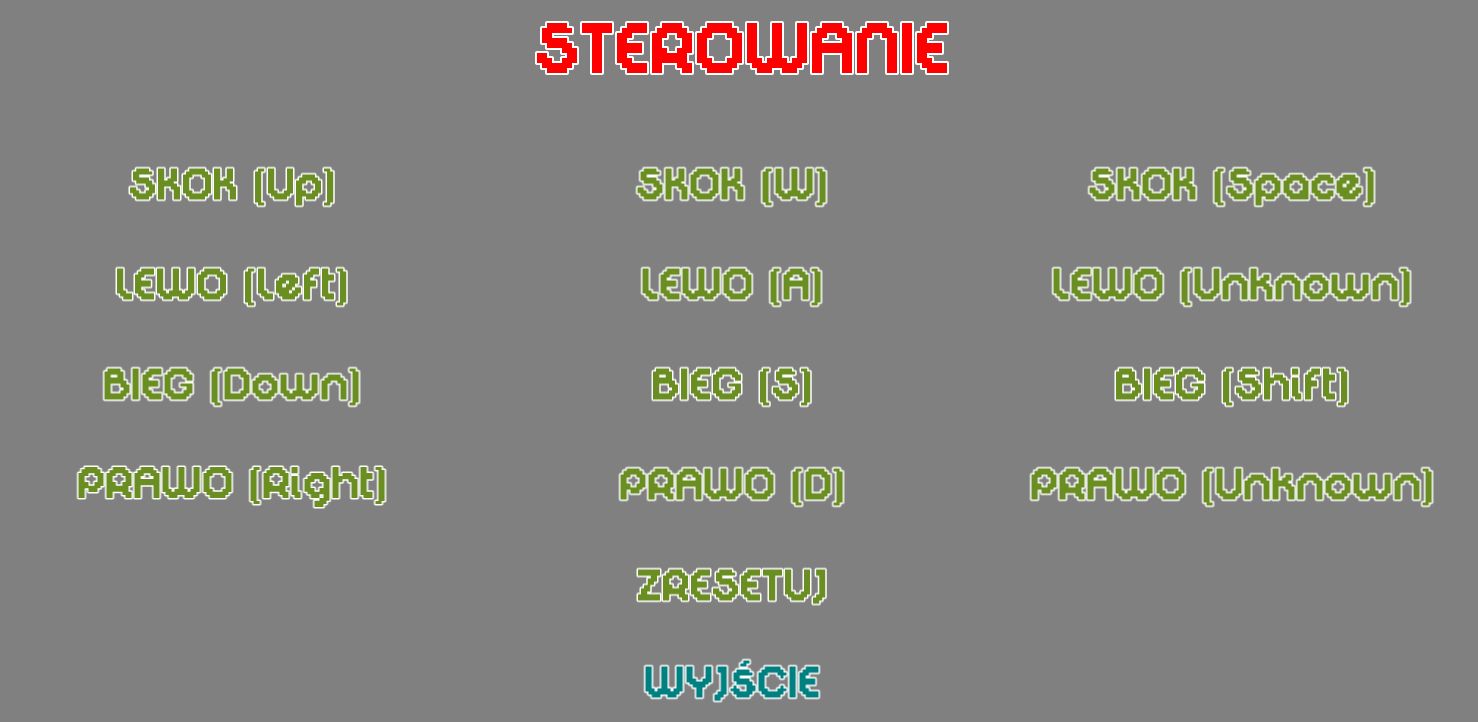 STEROWANIE
SKOK (Up) SKOK (W) SKOK (Space)
LEWO (Left) LEWO (A) LEWO (Unknown)
BIEG (Down) BIEG (S) BIEG (Shift)
PRAWO (Right) PRAWO (D) PRAWO (Unknown)
ZRESETUJ
WYJŚCIE